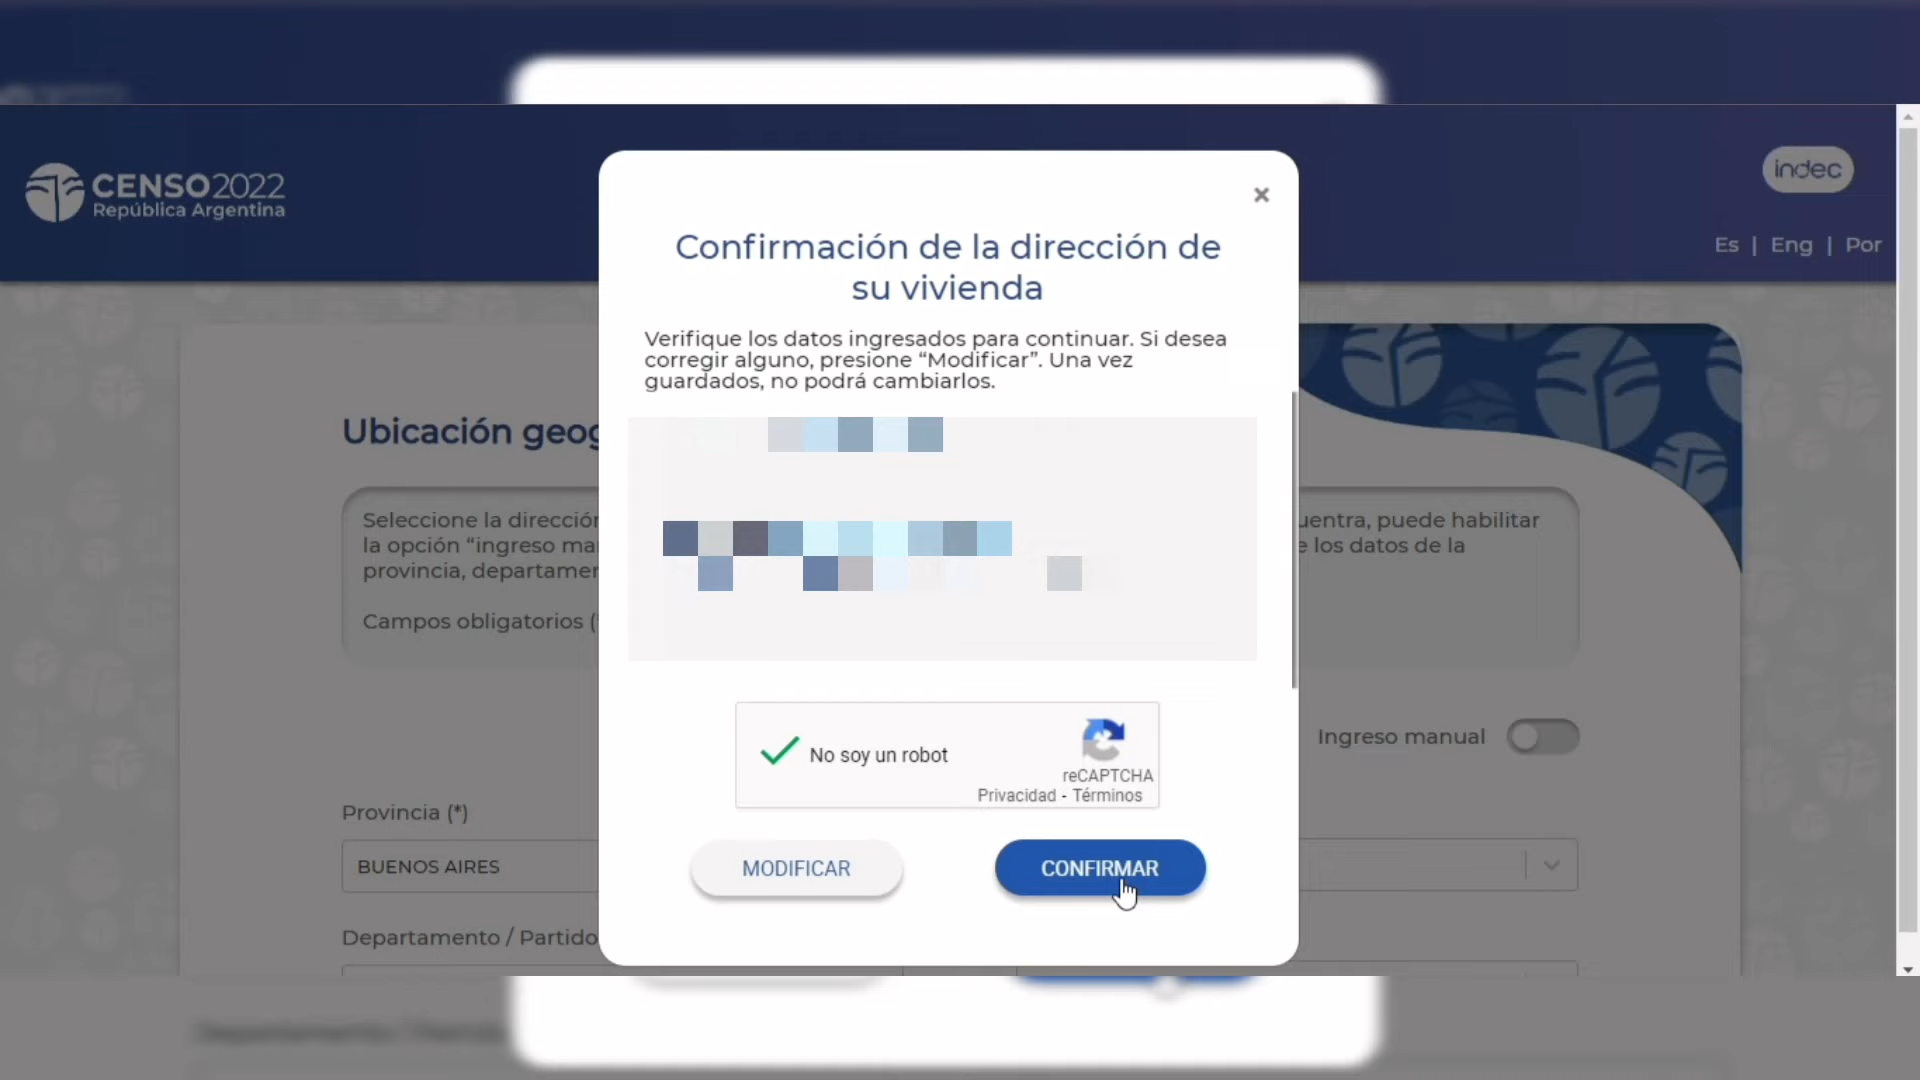 CENSO2022
República Argentina
indec
Es | Eng | Por
×
Confirmación de la dirección de
su vivienda
Verifique los datos ingresados para continuar. Si desea
corregir alguno, presione “Modificar”. Una vez
guardados, no podrá cambiarlos.
Ubicación geog
Seleccione la dirección
uentra, puede habilitar
la opción “ingreso ma
e los datos de la
provincia, departamen
Campos obligatorios (
No soy un robot
reCAPTCHA
Privacidad - Términos
Ingreso manual
Provincia (*)
BUENOS AIRES
MODIFICAR
CONFIRMAR
Departamento / Partido